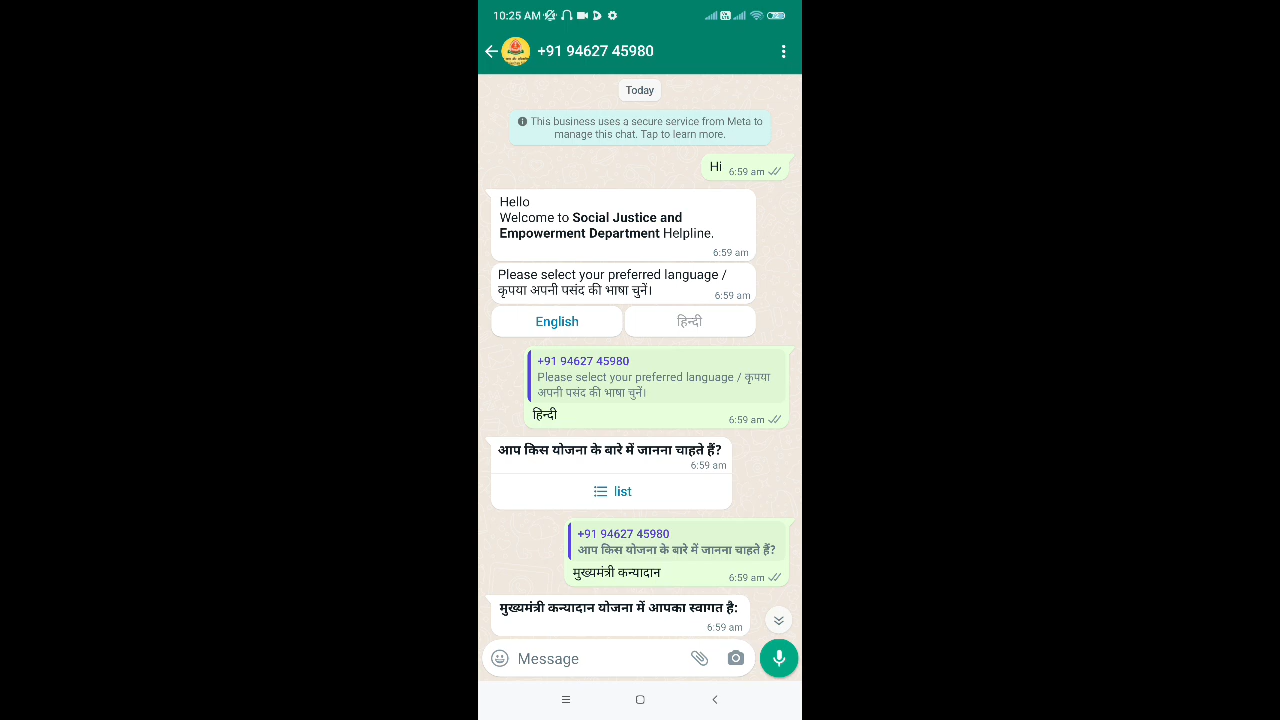 10:25 AM
+91 94627 45980
Today
This business uses a secure service from Meta to
manage this chat. Tap to learn more.
Hi
6:59 am
Hello
Welcome to Social Justice and
Empowerment Department Helpline.
6:59 am
Please select your preferred language /
कृपया अपनी पसंद की भाषा चुनें।
6:59 am
English हिन्दी
+91 94627 45980
Please select your preferred language / कृपया
अपनी पसंद की भाषा चुनें।
हिन्दी
6:59 am
आप किस योजना के बारे में जानना चाहते हैं?
6:59 am
list
+91 94627 45980
आप किस योजना के बारे में जानना चाहते हैं?
मुख्यमंत्री कन्यादान
6:59 am
मुख्यमंत्री कन्यादान योजना में आपका स्वागत है:
6:59 am
Message